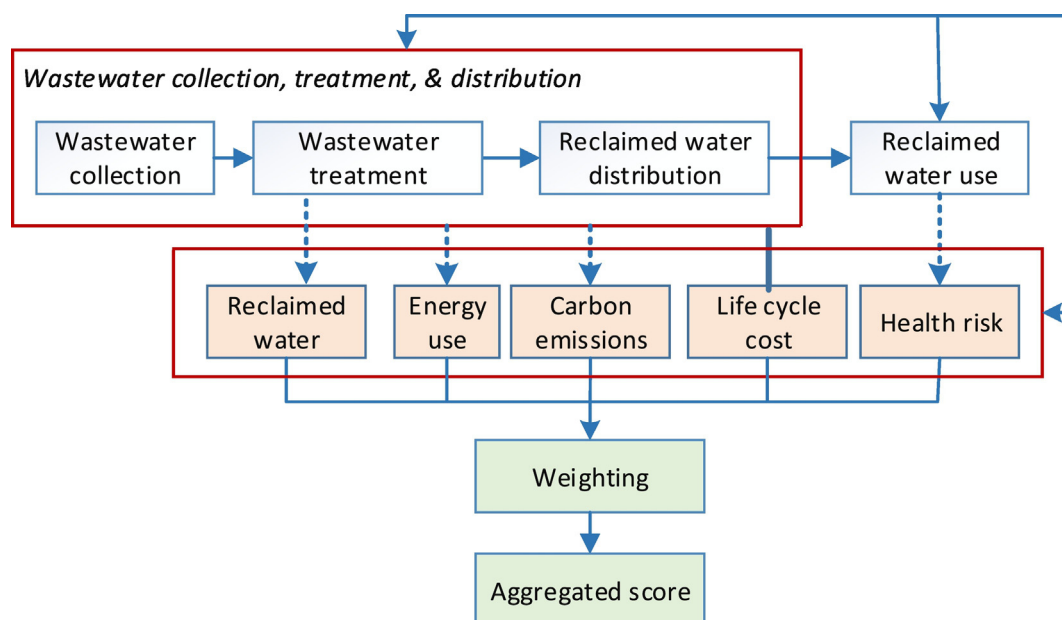 Wastewater collection, treatment, & distribution
Wastewater
collection
Wastewater
treatment
Reclaimed water
distribution
Reclaimed
water use
Reclaimed
water
Energy
use
Carbon
emissions
Life cycle
cost
Health risk
Weighting
Aggregated score